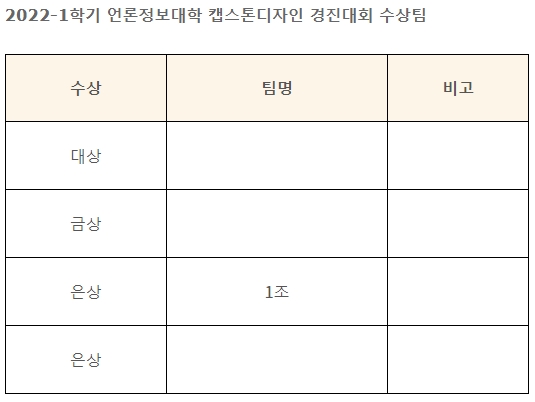 2022-1학기 언론정보대학 캡스톤디자인 경진대회 수상팀
수상 팀명 비고
대상
금상
은상 1조
은상